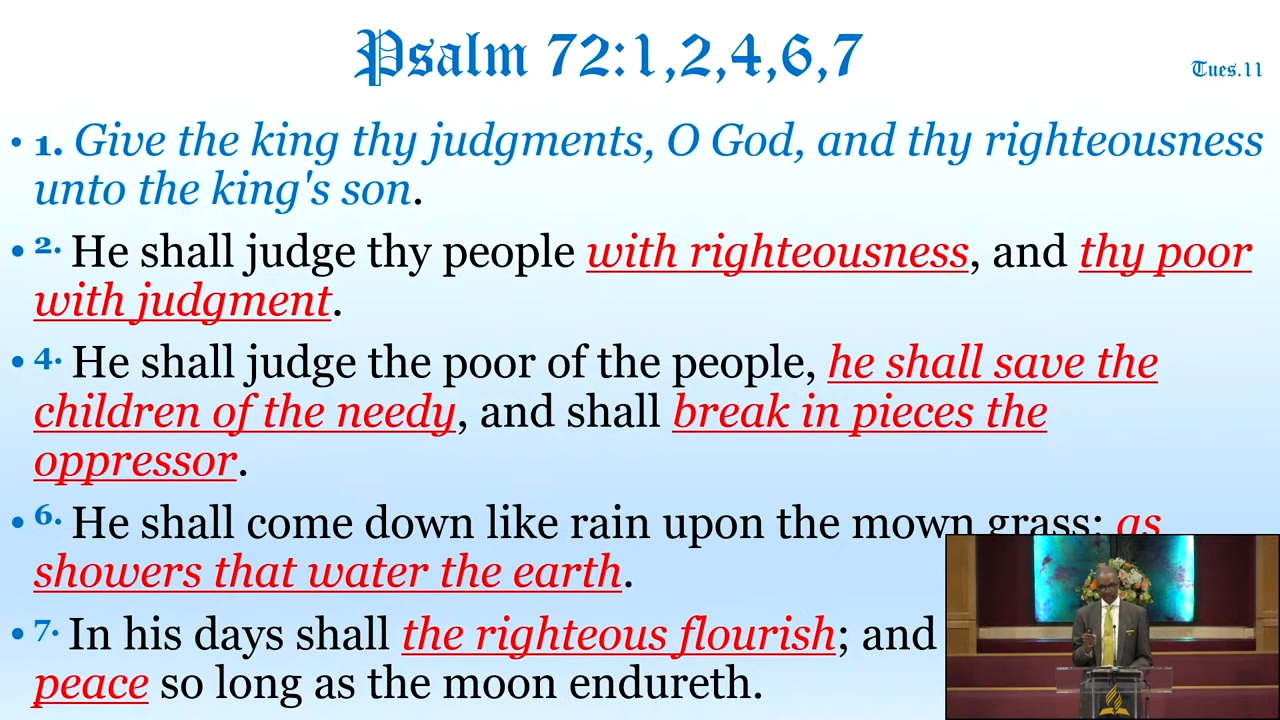 Psalm 72:1,2,4,6,7
Tues.11
• 1. Give the king thy judgments, O God, and thy righteousness
unto the king's son.
• 2. He shall judge thy people with righteousness, and thy poor
with judgment.
• 4. He shall judge the poor of the people, he shall save the
children of the needy, and shall break in pieces the
oppressor.
• 6. He shall come down like rain upon the mown grass: as
showers that water the earth.
• 7. In his days shall the righteous flourish; and
peace so long as the moon endureth.